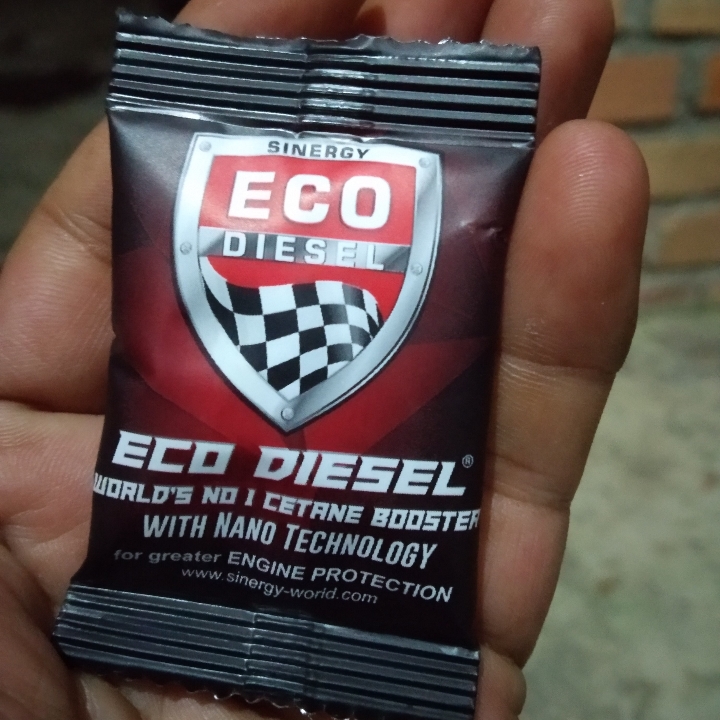 SINERGY
ECO
DIESEL
ECO DIESEL®
WORLD'S NO 1 CETANE BOOSTER
WITH NANO TECHNOLOGY
for greater ENGINE PROTECTION
www.sinergy-world.com